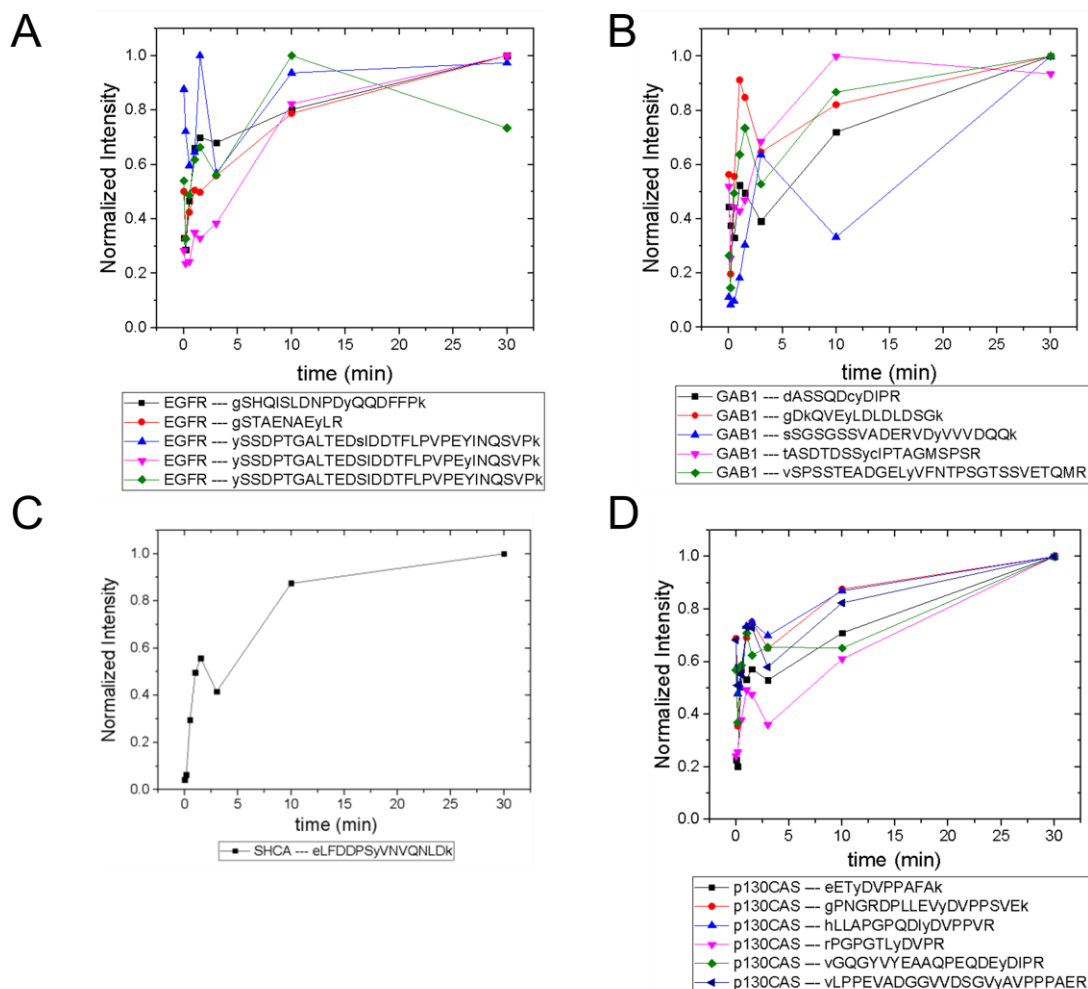 A
Normalized Intensity
1.0
0.8
0.6
0.4
0.2
0.0
0 5 10 15 20 25 30
time (min)
EGFR --- gSHQISLDNPDyQQDFFPk
EGFR --- gSTAENAEyLR
EGFR --- ySSDPTGALTEDsIDDTFLPVPEYINQSVPk
EGFR --- ySSDPTGALTEDSIDDTFLPVPEyINQSVPk
EGFR --- ySSDPTGALTEDSIDDTFLPVPEYINQSVPk
B
Normalized Intensity
1.0
0.8
0.6
0.4
0.2
0.0
0 5 10 15 20 25 30
time (min)
GAB1 --- dASSQDcyDIPR
GAB1 --- gDkQVEyLDLDLDSGk
GAB1 --- sSGSGSSVADERVDyVVVDQQk
GAB1 --- tASDTDSSycIPTAGMSPSR
GAB1 --- vSPSSTEADGELyVFNTPSGTSSVETQMR
C
Normalized Intensity
1.0
0.8
0.6
0.4
0.2
0.0
0 5 10 15 20 25 30
time (min)
SHCA --- eLFDDPSyVNVQNLDk
D
Normalized Intensity
1.0
0.8
0.6
0.4
0.2
0.0
0 5 10 15 20 25 30
time (min)
p130CAS --- eETyDVPPAFAk
p130CAS --- gPNGRDPLLEVyDVPPSVEk
p130CAS --- hLLAPGPQDIyDVPPVR
p130CAS --- rPGPGTLyDVPR
p130CAS --- vGQGYVYEAAQPEQDEyDIPR
p130CAS --- vLPPEVADGGVVDSGVyAVPPPAER